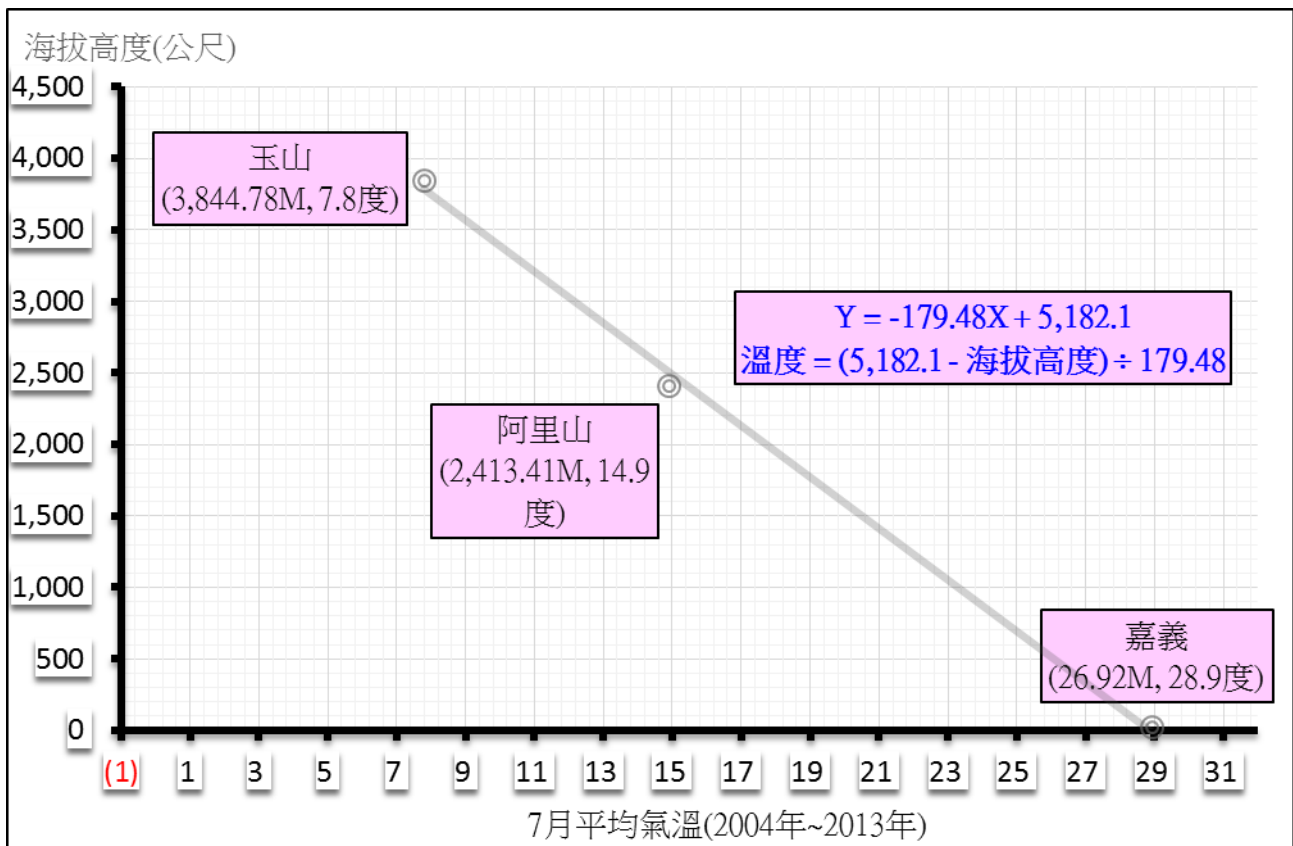 海拔高度(公尺)
4,500
4,000
3,500
3,000
2,500
2,000
1,500
1,000
500
0
玉山
(3,844.78M, 7.8度)
Y = -179.48X + 5,182.1
溫度 = (5,182.1 - 海拔高度) ÷ 179.48
阿里山
(2,413.41M, 14.9
度)
嘉義
(26.92M, 28.9度)
(1) 1 3 5 7 9 11 13 15 17 19 21 23 25 27 29 31
7月平均氣溫(2004年~2013年)